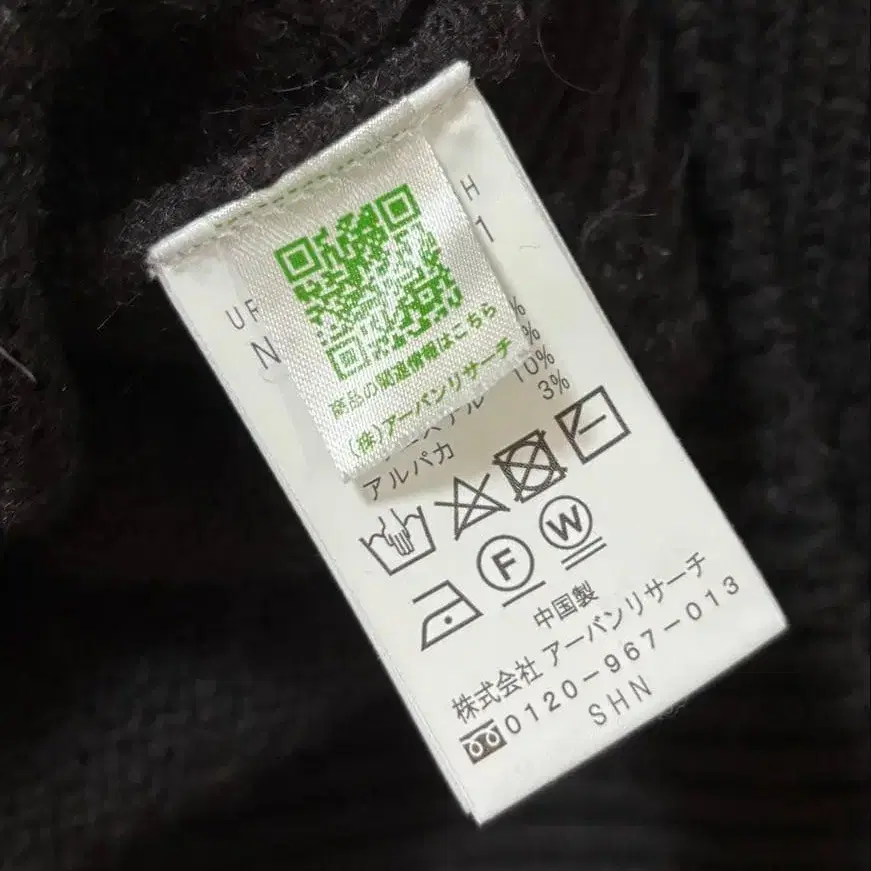 H
1
UR
N
商品の関連情報はこちら
(株)アーバンリサーチ
%
%
10%
3%
アルパカ
F
W
中国製
株式会社 アーバンリサーチ
0120-967-013
SHN